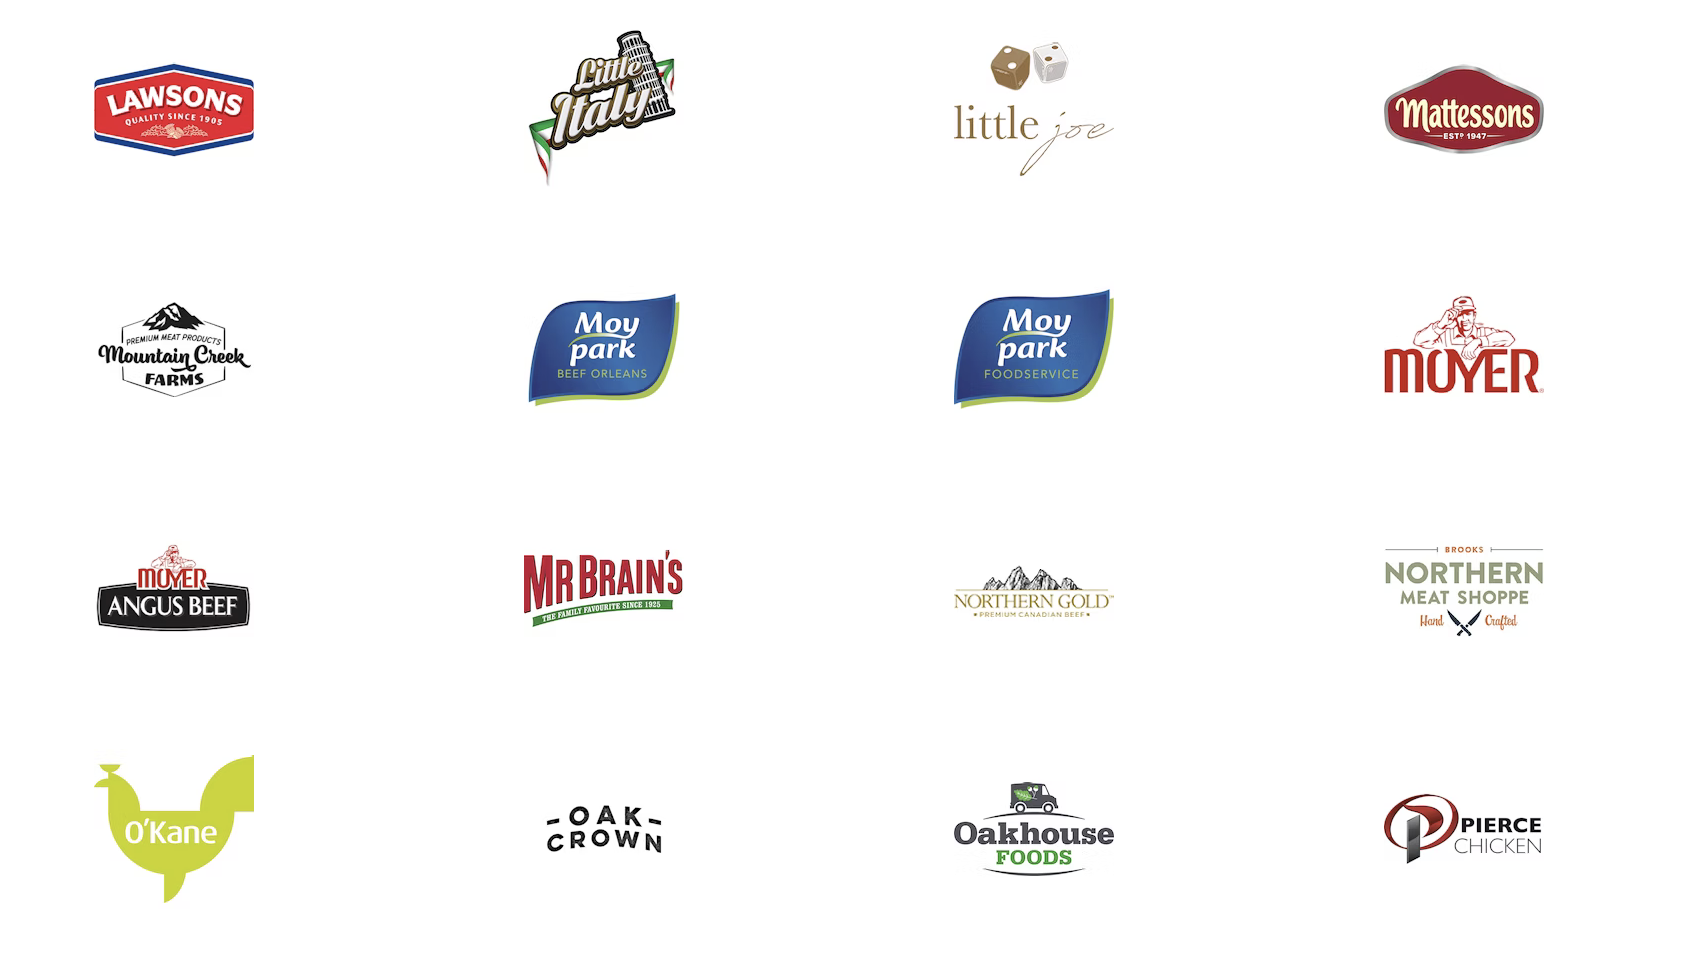 LAWSONS
QUALITY SINCE 1905
Little
Italy
little joe
Mattessons
ESTD 1947
PREMIUM MEAT PRODUCTS
Mountain Creek
FARMS
Moy
park
BEEF ORLEANS
Moy
park
FOODSERVICE
MOYER
MOYER
ANGUS BEEF
MR BRAIN'S
THE FAMILY FAVOURITE SINCE 1925
NORTHERN GOLD™
•PREMIUM CANADIAN BEEF•
BROOKS
NORTHERN
MEAT SHOPPE
Hand Crafted
O'Kane
-OAK-
CROWN
Oakhouse
FOODS
PIERCE
CHICKEN